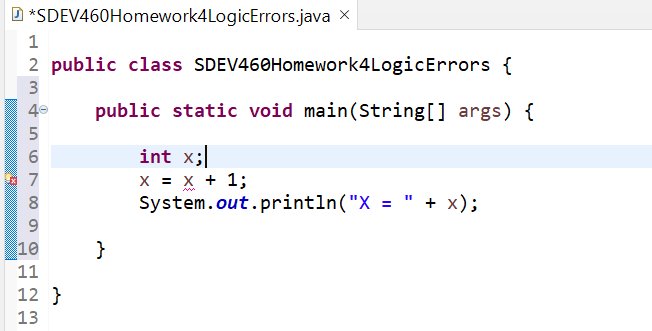 *SDEV460Homework4LogicErrors.java ×
1
2 public class SDEV460Homework4LogicErrors {
3
4 public static void main(String[] args) {
5
6 int x;
7 x = x + 1;
8 System.out.println("X = " + x);
9
10 }
11
12 }
13